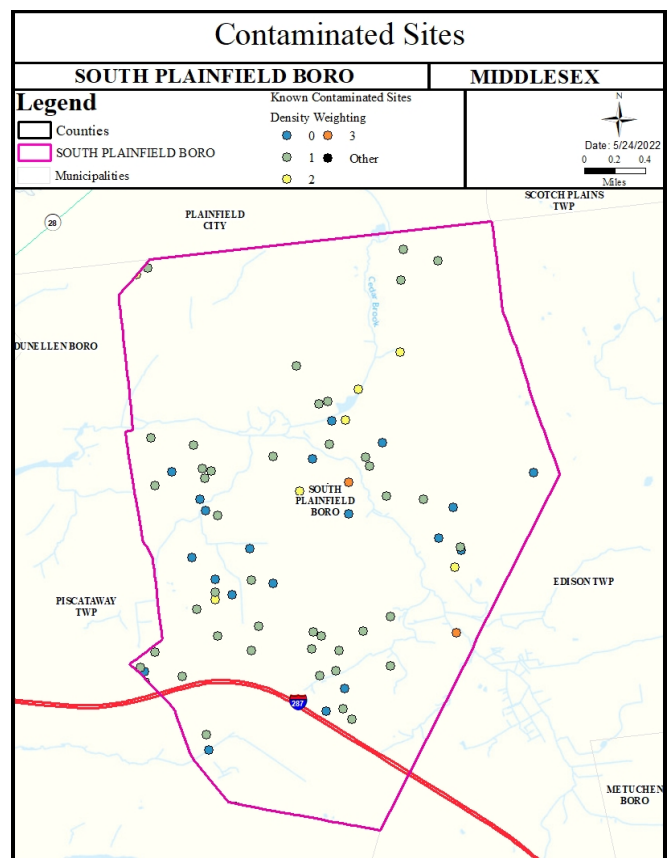 Contaminated Sites
SOUTH PLAINFIELD BORO
MIDDLESEX
Legend
Counties
SOUTH PLAINFIELD BORO
Municipalities
Known Contaminated Sites
Density Weighting
0
3
1
Other
2
N
Date: 5/24/2022
0 0.2 0.4
Miles
SCOTCH PLAINS
TWP
PLAINFIELD
CITY
28
Cedar Brook
DUNELLEN BORO
SOUTH
PLAINFIELD
BORO
PISCATAWAY
TWP
EDISON TWP
287
METUCHEN
BORO